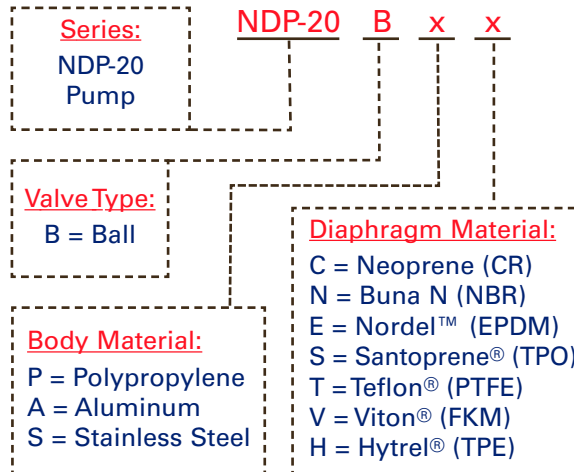 NDP-20 B x x
Series:
NDP-20
Pump
Valve Type:
B = Ball
Body Material:
P = Polypropylene
A = Aluminum
S = Stainless Steel
Diaphragm Material:
C = Neoprene (CR)
N = Buna N (NBR)
E = Nordel™ (EPDM)
S = Santoprene® (TPO)
T = Teflon® (PTFE)
V = Viton® (FKM)
H = Hytrel® (TPE)